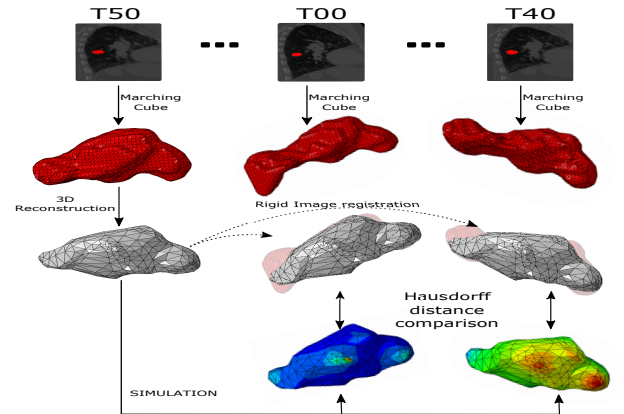 T50
T00
T40
Marching
Cube
Marching
Cube
Marching
Cube
3D
Reconstruction
Rigid Image registration
Hausdorff
distance
comparison
SIMULATION